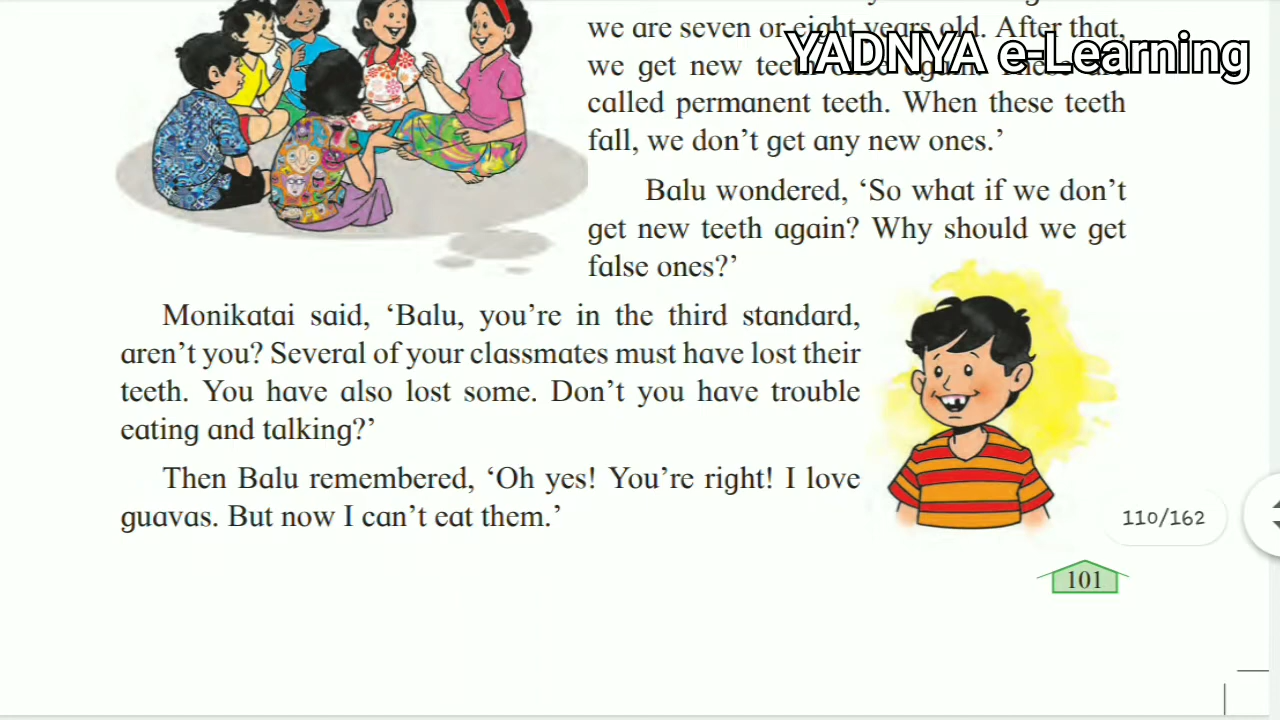 we are seven or eight years old. After that,
YADNYA e-Learning
we get new teeth
called permanent teeth. When these teeth
fall, we don't get any new ones.'
Balu wondered, 'So what if we don't
get new teeth again? Why should we get
false ones?'
Monikatai said, 'Balu, you're in the third standard,
aren't you? Several of your classmates must have lost their
teeth. You have also lost some. Don't you have trouble
eating and talking?'
Then Balu remembered, 'Oh yes! You're right! I love
guavas. But now I can't eat them.'
110/162
101